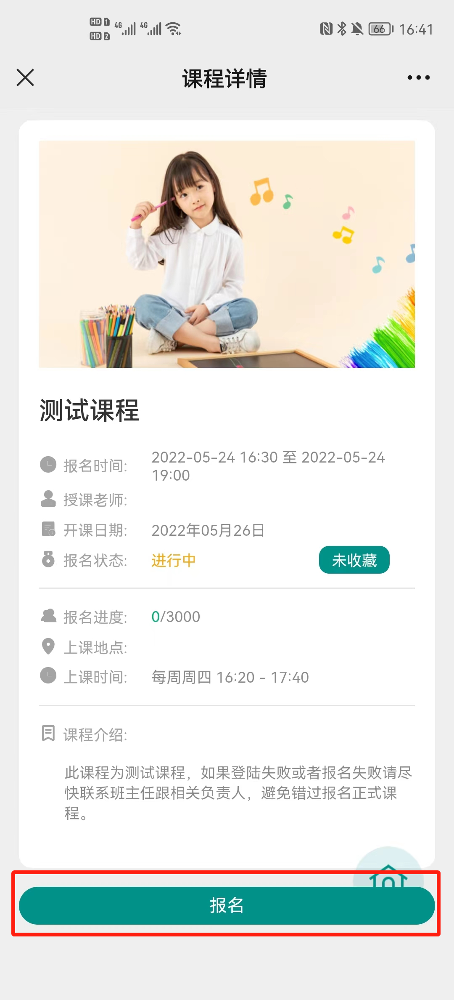 HD 1 4G 4G 66 16:41
HD 2
课程详情
测试课程
报名时间: 2022-05-24 16:30 至 2022-05-24
19:00
授课老师:
开课日期: 2022年05月26日
报名状态: 进行中 未收藏
报名进度: 0/3000
上课地点:
上课时间: 每周周四 16:20 - 17:40
课程介绍:
此课程为测试课程，如果登陆失败或者报名失败请尽
快联系班主任跟相关负责人，避免错过报名正式课
程。
报名